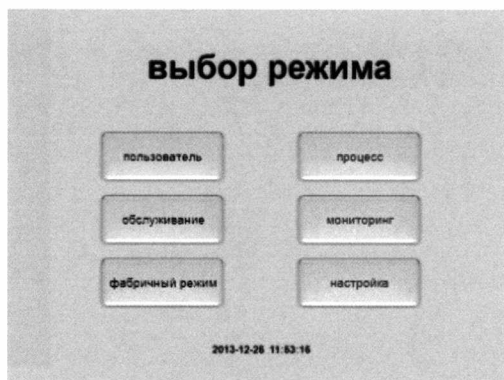 выбор режима
пользователь процесс
обслуживание мониторинг
фабричный режим настройка
2013-12-26 11:53:16